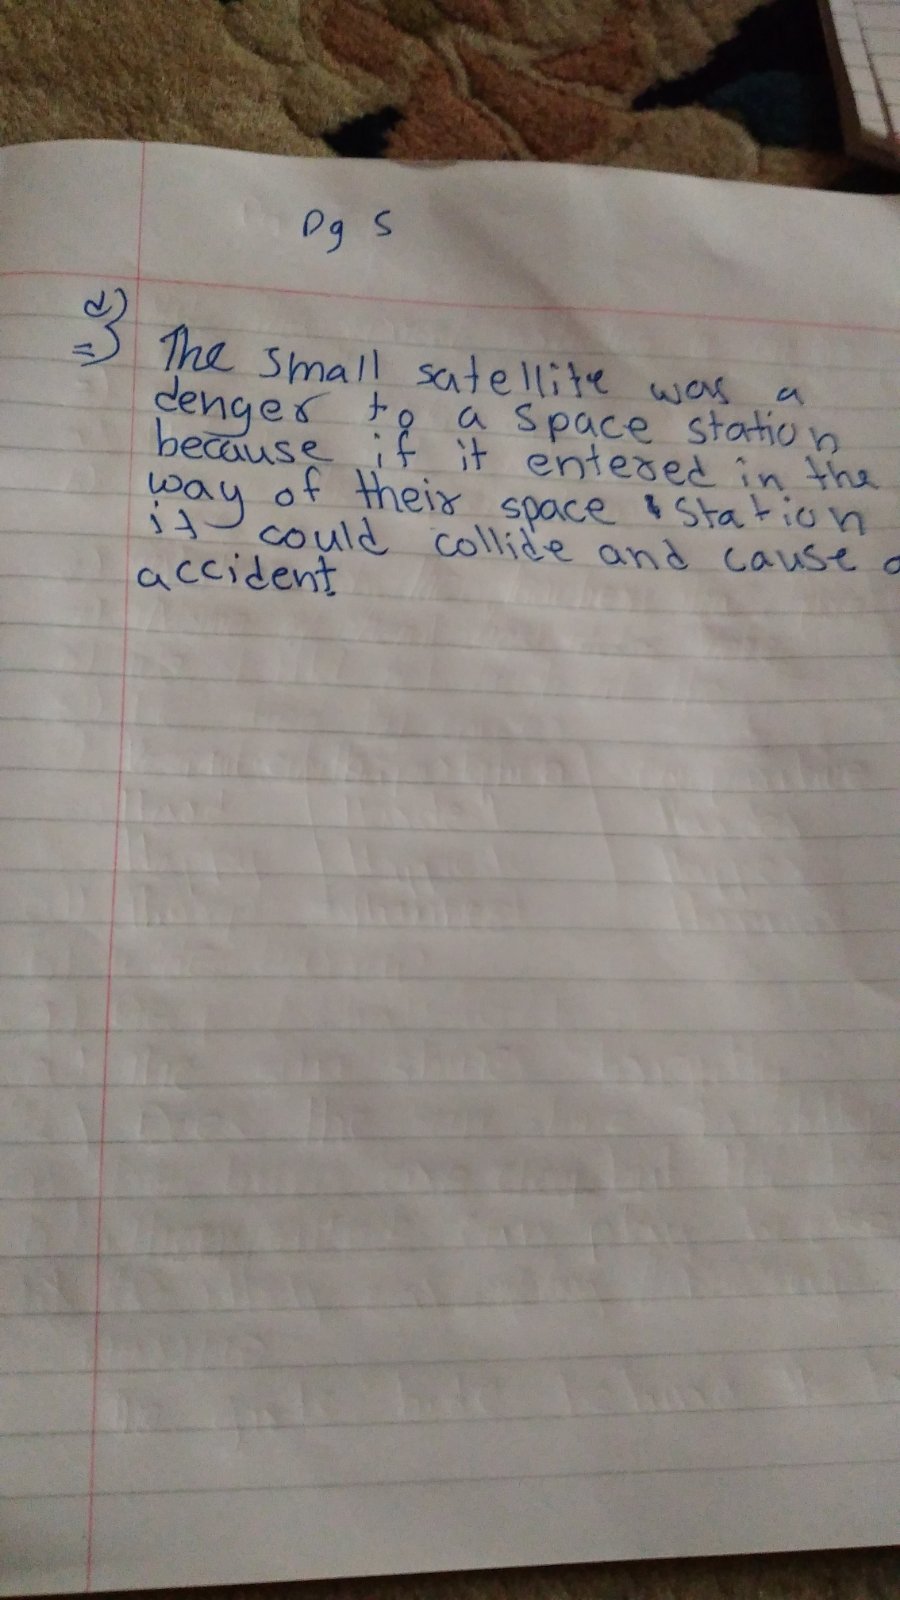 Pg 5
d)
=> The small satellite was a
denger to a space station
because if it entered in the
way of their space station
it could collide and cause a
accident.